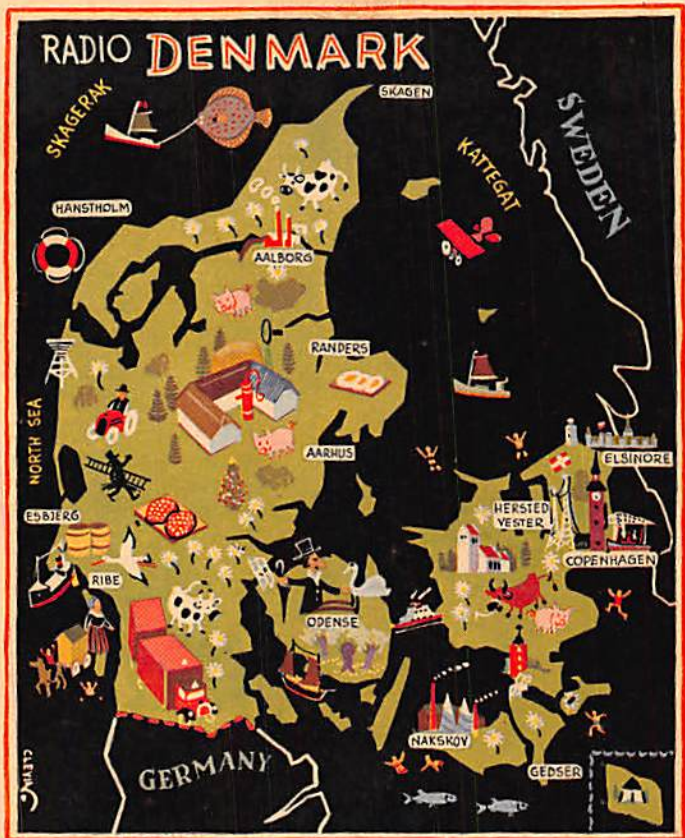 RADIO DENMARK
SKAGERAK
SKAGEN
SWEDEN
KATTEGAT
HANSTHOLM
AALBORG
RANDERS
NORTH SEA
AARHUS
ELSINORE
ESBJERG
HERSTED
VESTER
COPENHAGEN
RIBE
ODENSE
NAKSKOV
GERMANY
GEDSER